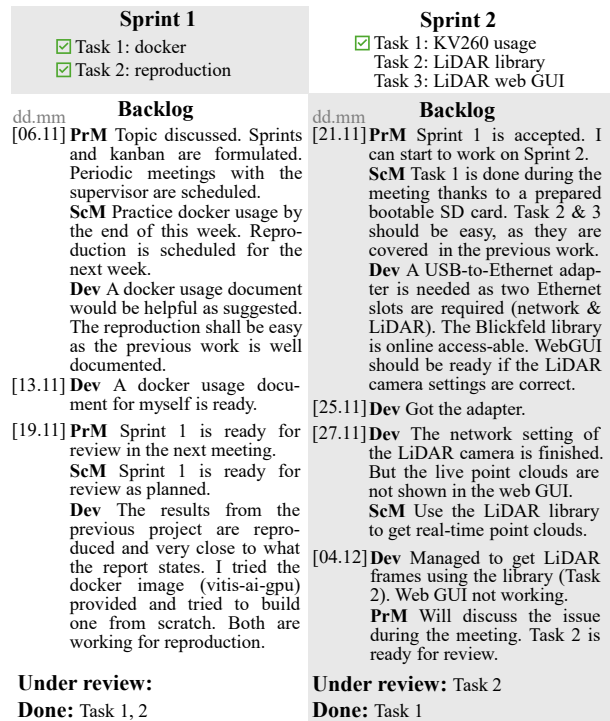 Sprint 1
Task 1: docker
Task 2: reproduction
dd.mm
Backlog
[06.11] PrM Topic discussed. Sprints
and kanban are formulated.
Periodic meetings with the
supervisor are scheduled.
ScM Practice docker usage by
the end of this week. Repro-
duction is scheduled for the
next week.
Dev A docker usage document
would be helpful as suggested.
The reproduction shall be easy
as the previous work is well
documented.
[13.11] Dev A docker usage docu-
ment for myself is ready.
[19.11] PrM Sprint 1 is ready for
review in the next meeting.
ScM Sprint 1 is ready for
review as planned.
Dev The results from the
previous project are repro-
duced and very close to what
the report states. I tried the
docker image (vitis-ai-gpu)
provided and tried to build
one from scratch. Both are
working for reproduction.
Under review:
Done: Task 1, 2
Sprint 2
Task 1: KV260 usage
Task 2: LiDAR library
Task 3: LiDAR web GUI
dd.mm
Backlog
[21.11] PrM Sprint 1 is accepted. I
can start to work on Sprint 2.
ScM Task 1 is done during the
meeting thanks to a prepared
bootable SD card. Task 2 & 3
should be easy, as they are
covered in the previous work.
Dev A USB-to-Ethernet adap-
ter is needed as two Ethernet
slots are required (network &
LiDAR). The Blickfeld library
is online access-able. WebGUI
should be ready if the LiDAR
camera settings are correct.
[25.11] Dev Got the adapter.
[27.11] Dev The network setting of
the LiDAR camera is finished.
But the live point clouds are
not shown in the web GUI.
ScM Use the LiDAR library
to get real-time point clouds.
[04.12] Dev Managed to get LiDAR
frames using the library (Task
2). Web GUI not working.
PrM Will discuss the issue
during the meeting. Task 2 is
ready for review.
Under review: Task 2
Done: Task 1